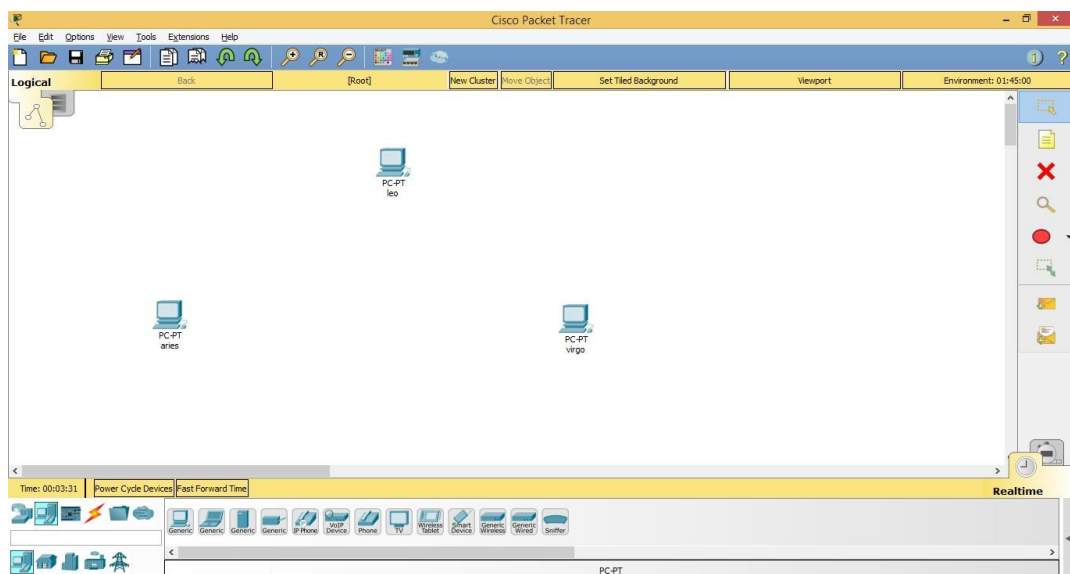 Cisco Packet Tracer
File Edit Options View Tools Extensions Help
Logical Back [Root] New Cluster Move Object Set Tiled Background Viewport Environment: 01:45:00
PC-PT
leo
PC-PT
aries
PC-PT
virgo
Time: 00:03:31 Power Cycle Devices Fast Forward Time Realtime
Generic Generic Generic Generic IP Phone VoIP Device Phone TV Wireless Tablet Smart Device Generic Wireless Generic Wired Sniffer
PC-PT